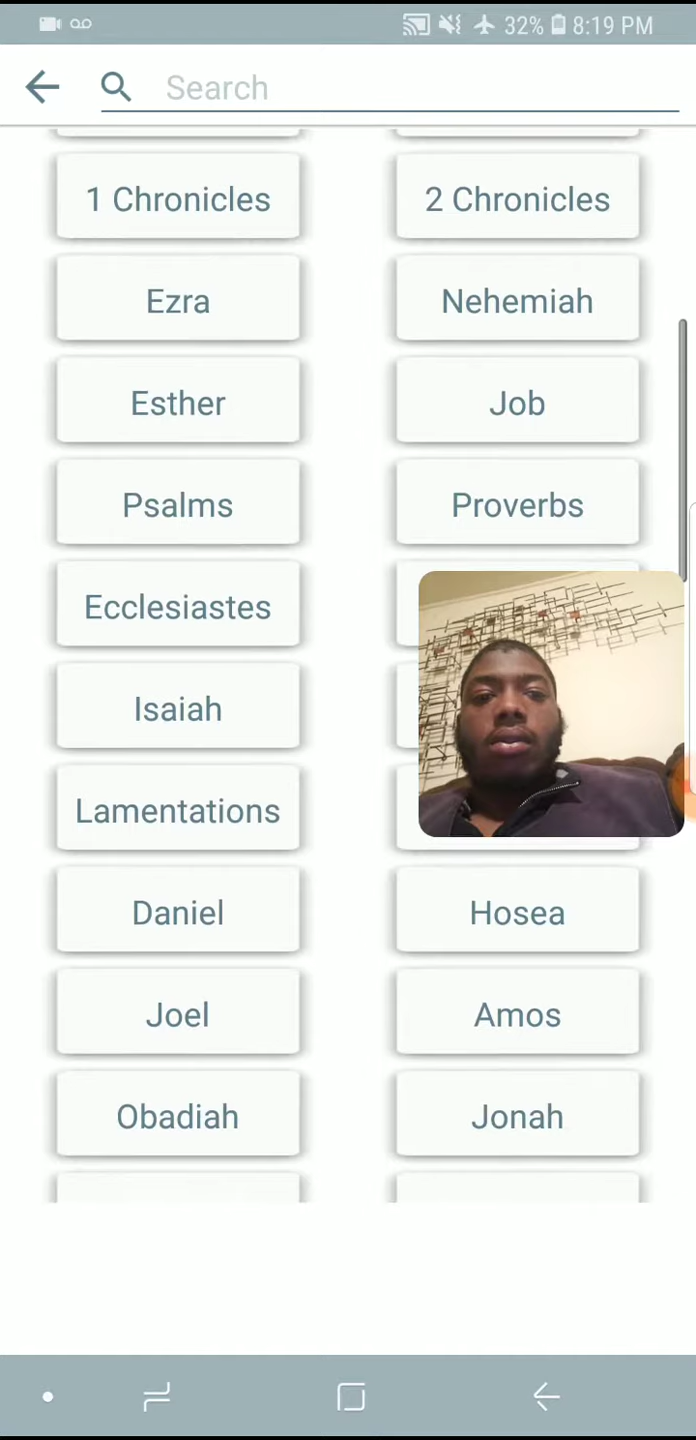 32% 8:19 PM
Search
1 Chronicles 2 Chronicles
Ezra Nehemiah
Esther Job
Psalms Proverbs
Ecclesiastes
Isaiah
Lamentations
Daniel Hosea
Joel Amos
Obadiah Jonah